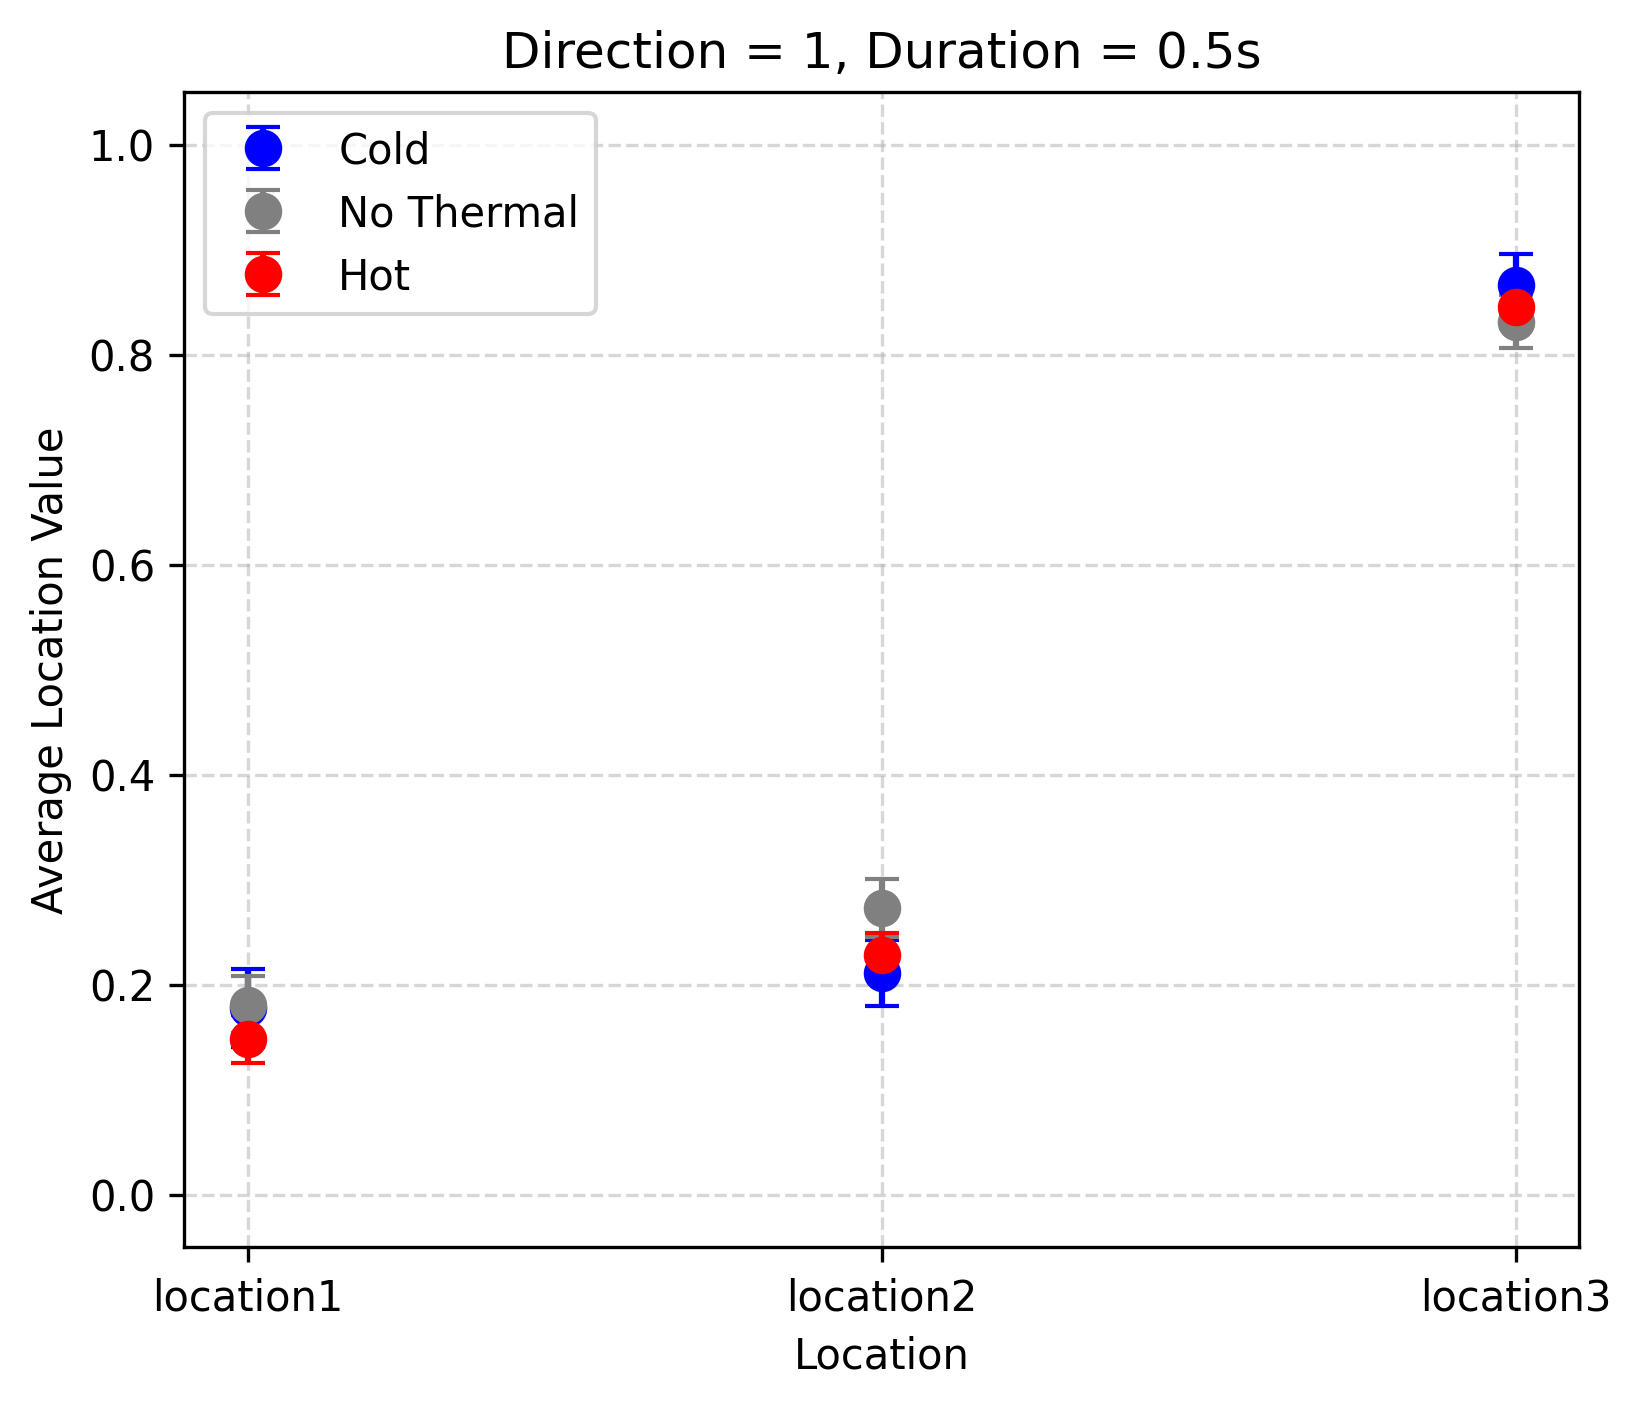 Direction = 1, Duration = 0.5s
Cold
No Thermal
Hot
1.0
0.8
0.6
0.4
0.2
0.0
Average Location Value
location1
location2
location3
Location